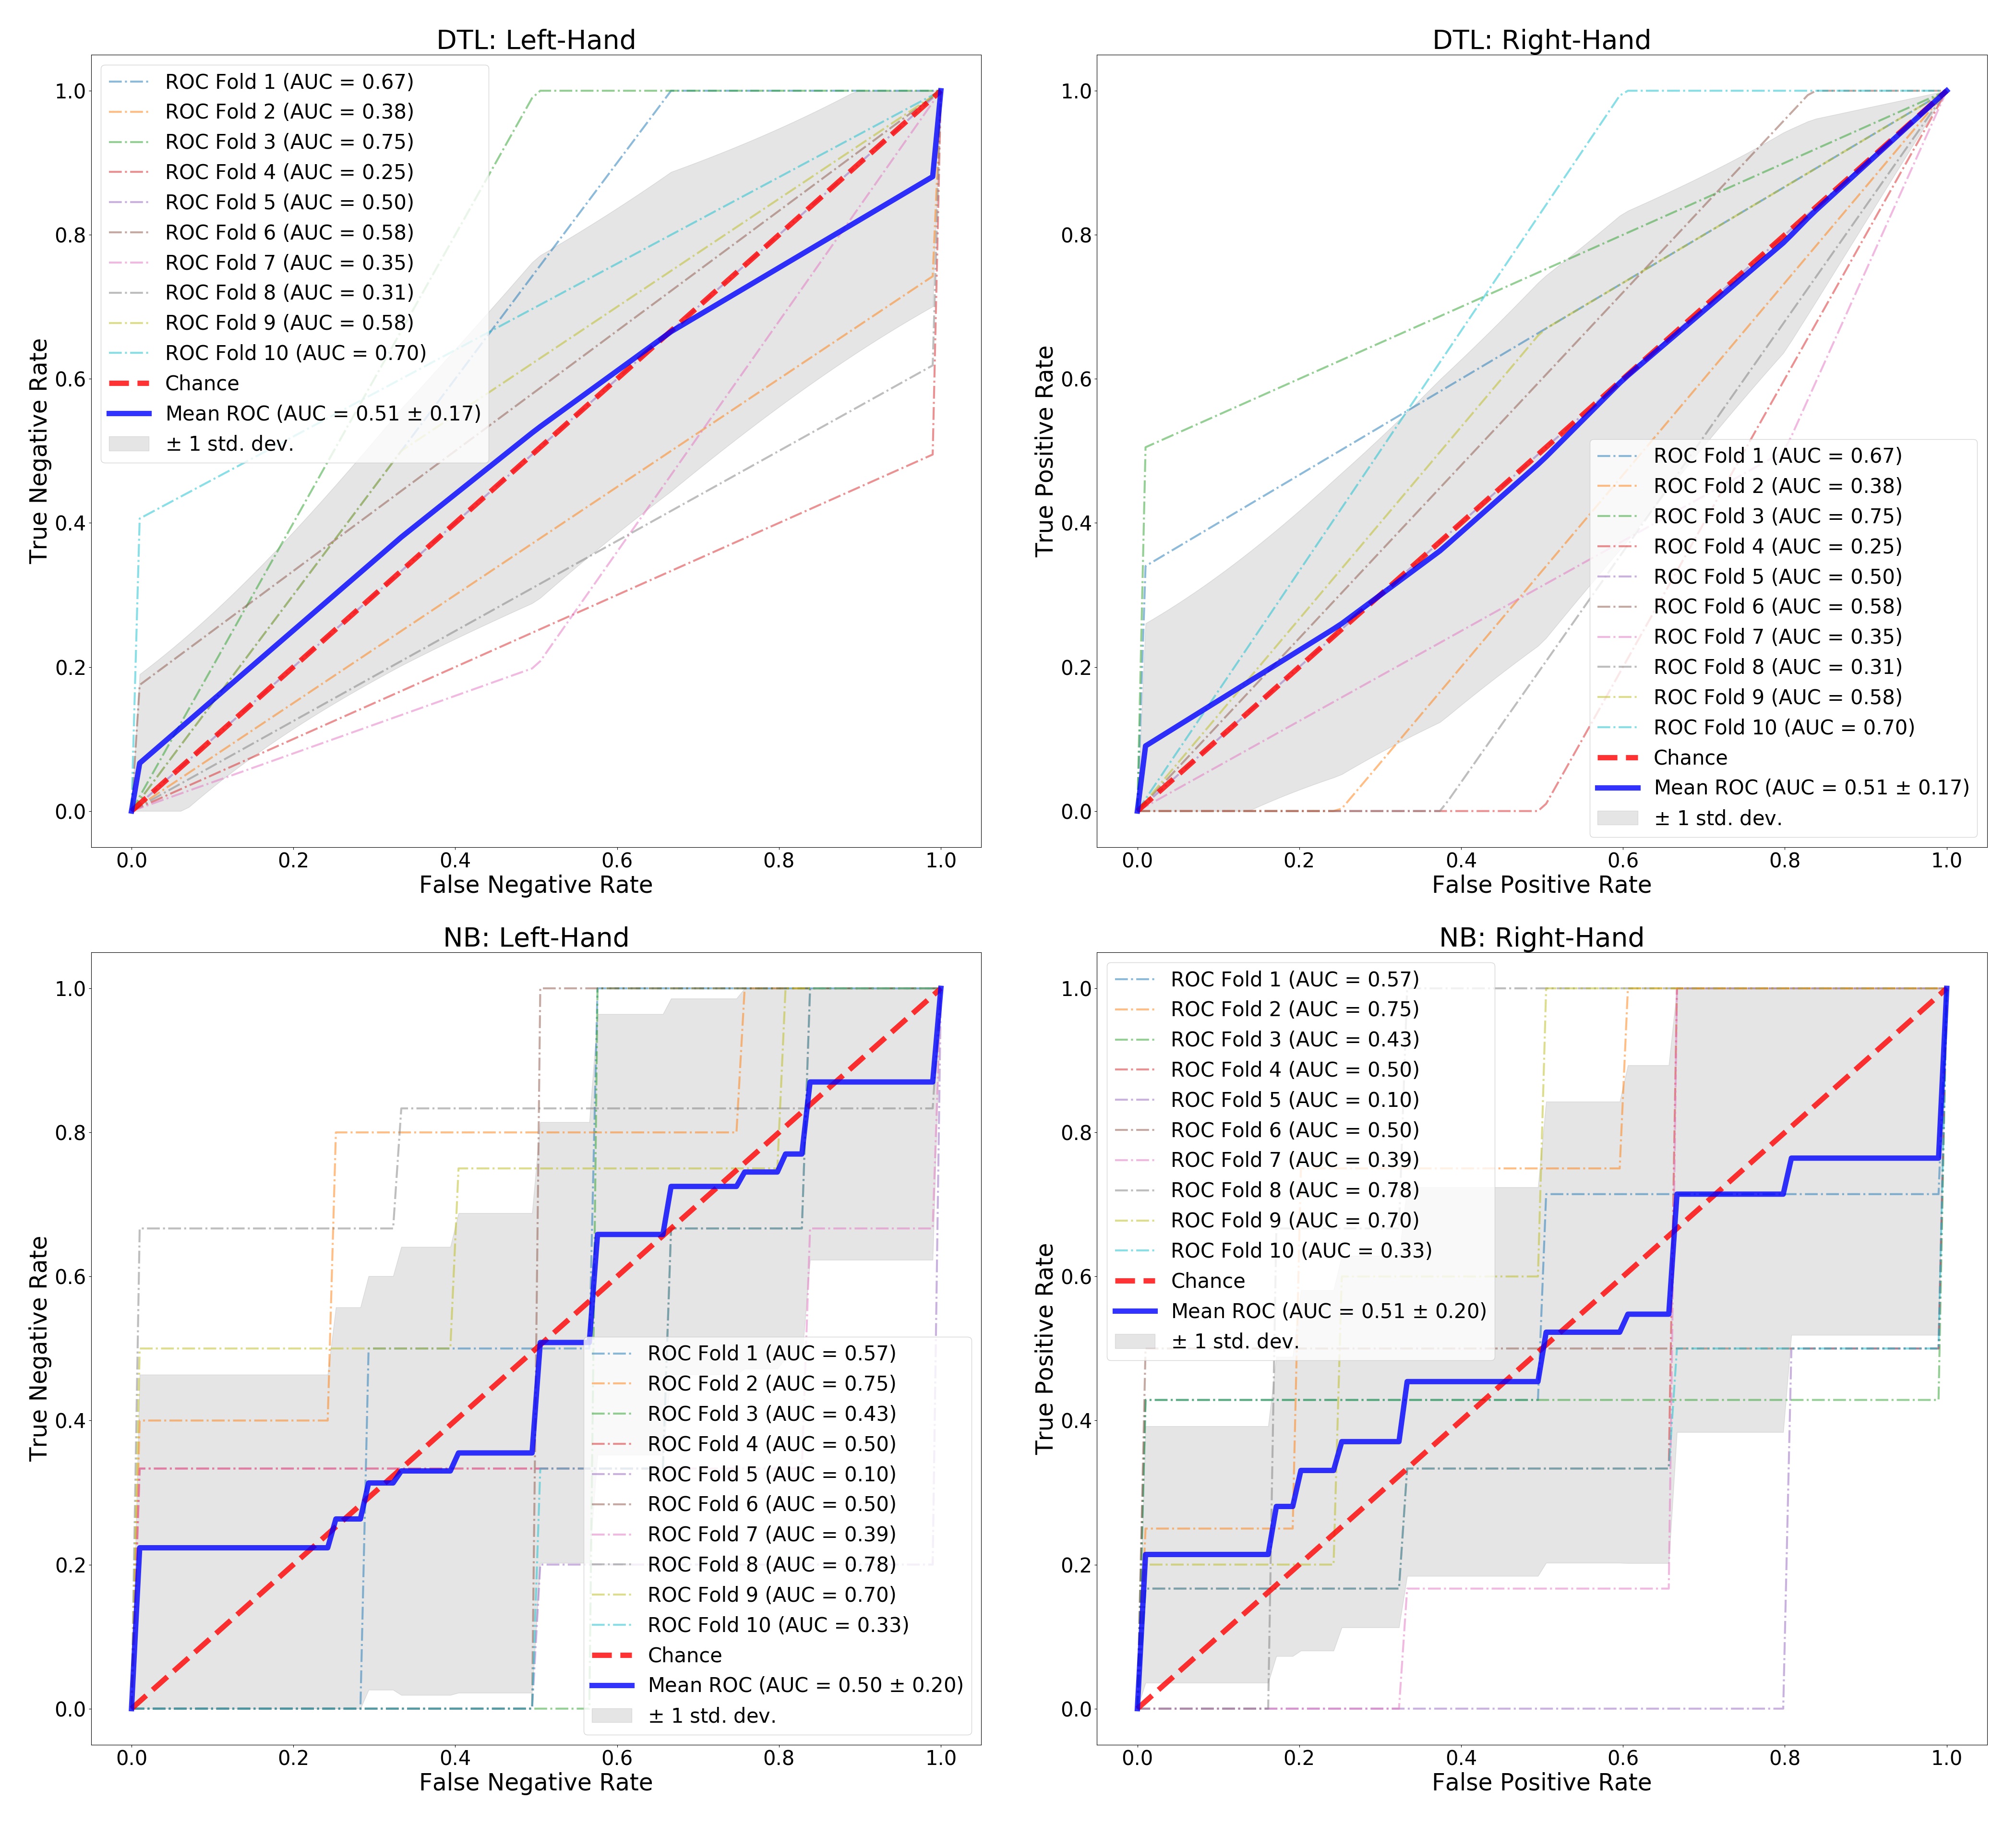 DTL: Left-Hand
ROC Fold 1 (AUC = 0.67)
ROC Fold 2 (AUC = 0.38)
ROC Fold 3 (AUC = 0.75)
ROC Fold 4 (AUC = 0.25)
ROC Fold 5 (AUC = 0.50)
ROC Fold 6 (AUC = 0.58)
ROC Fold 7 (AUC = 0.35)
ROC Fold 8 (AUC = 0.31)
ROC Fold 9 (AUC = 0.58)
ROC Fold 10 (AUC = 0.70)
Chance
Mean ROC (AUC = 0.51 ± 0.17)
± 1 std. dev.
True Negative Rate
1.0
0.8
0.6
0.4
0.2
0.0
0.0 0.2 0.4 0.6 0.8 1.0
False Negative Rate
DTL: Right-Hand
True Positive Rate
1.0
0.8
0.6
0.4
0.2
0.0
ROC Fold 1 (AUC = 0.67)
ROC Fold 2 (AUC = 0.38)
ROC Fold 3 (AUC = 0.75)
ROC Fold 4 (AUC = 0.25)
ROC Fold 5 (AUC = 0.50)
ROC Fold 6 (AUC = 0.58)
ROC Fold 7 (AUC = 0.35)
ROC Fold 8 (AUC = 0.31)
ROC Fold 9 (AUC = 0.58)
ROC Fold 10 (AUC = 0.70)
Chance
Mean ROC (AUC = 0.51 ± 0.17)
± 1 std. dev.
0.0 0.2 0.4 0.6 0.8 1.0
False Positive Rate
NB: Left-Hand
True Negative Rate
1.0
0.8
0.6
0.4
0.2
0.0
ROC Fold 1 (AUC = 0.57)
ROC Fold 2 (AUC = 0.75)
ROC Fold 3 (AUC = 0.43)
ROC Fold 4 (AUC = 0.50)
ROC Fold 5 (AUC = 0.10)
ROC Fold 6 (AUC = 0.50)
ROC Fold 7 (AUC = 0.39)
ROC Fold 8 (AUC = 0.78)
ROC Fold 9 (AUC = 0.70)
ROC Fold 10 (AUC = 0.33)
Chance
Mean ROC (AUC = 0.50 ± 0.20)
± 1 std. dev.
0.0 0.2 0.4 0.6 0.8 1.0
False Negative Rate
NB: Right-Hand
ROC Fold 1 (AUC = 0.57)
ROC Fold 2 (AUC = 0.75)
ROC Fold 3 (AUC = 0.43)
ROC Fold 4 (AUC = 0.50)
ROC Fold 5 (AUC = 0.10)
ROC Fold 6 (AUC = 0.50)
ROC Fold 7 (AUC = 0.39)
ROC Fold 8 (AUC = 0.78)
ROC Fold 9 (AUC = 0.70)
ROC Fold 10 (AUC = 0.33)
Chance
Mean ROC (AUC = 0.51 ± 0.20)
± 1 std. dev.
True Positive Rate
1.0
0.8
0.6
0.4
0.2
0.0
0.0 0.2 0.4 0.6 0.8 1.0
False Positive Rate